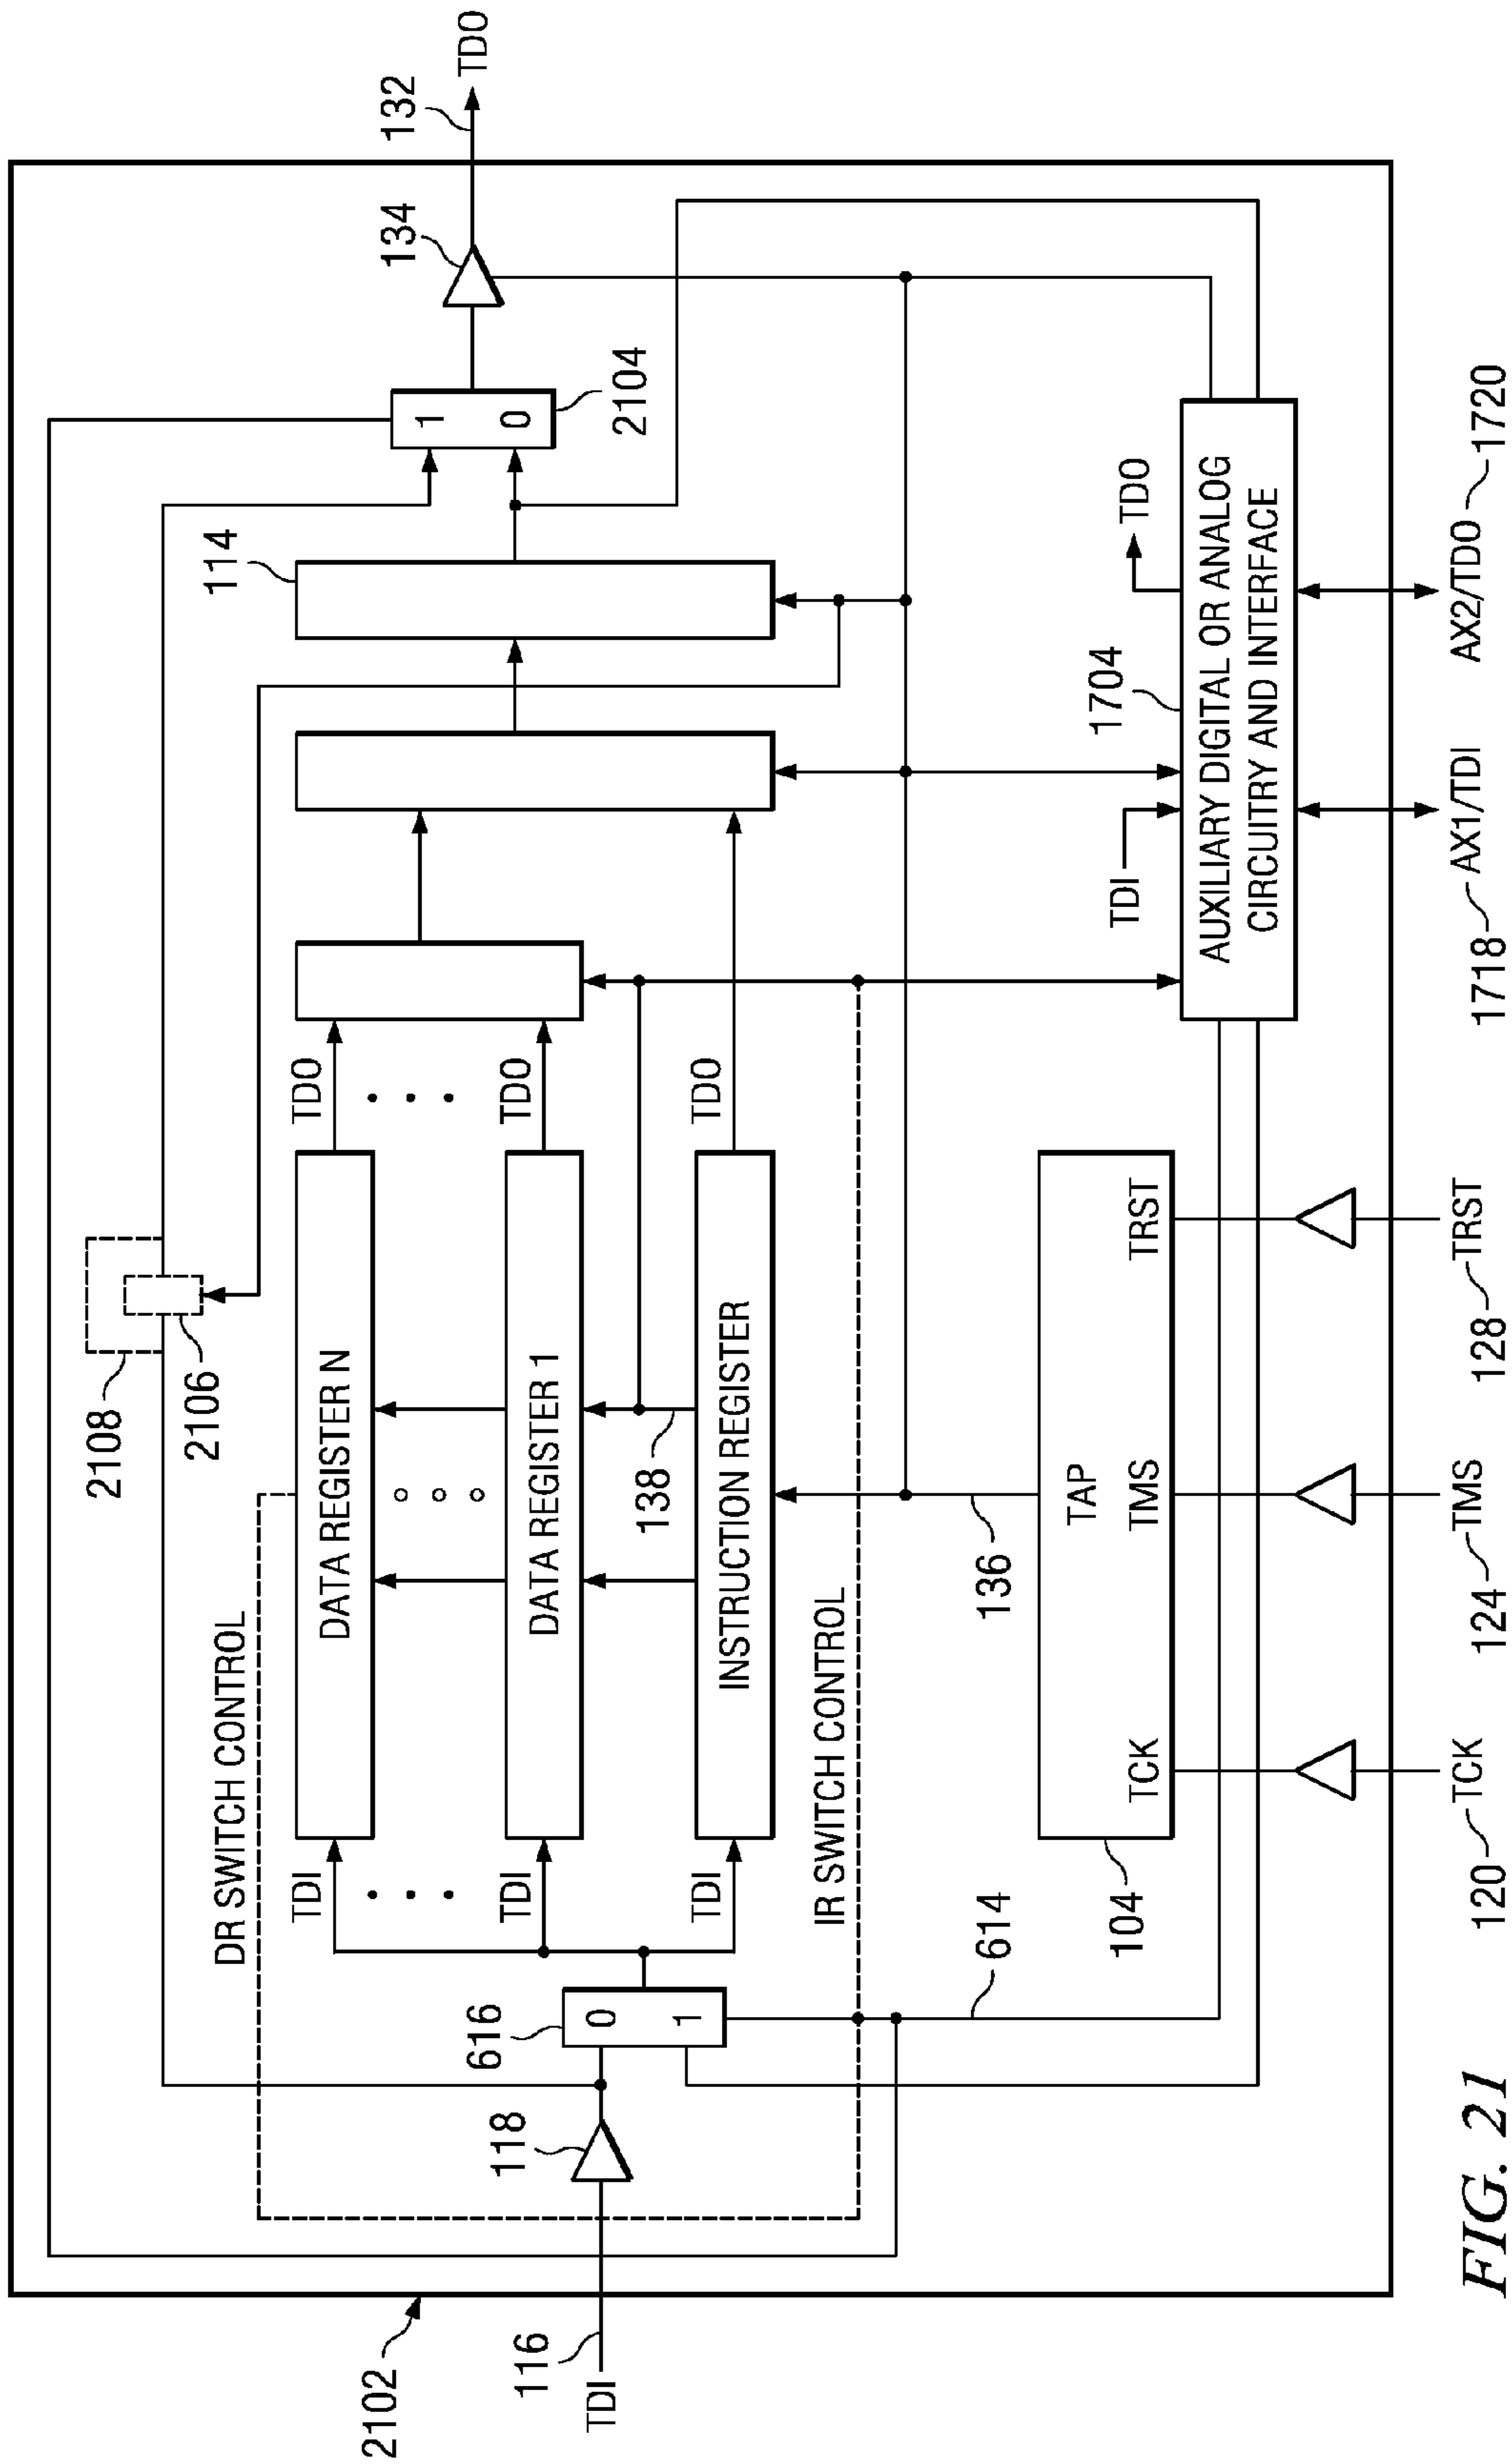 2102
116
TDI
118
616
0
1
614
DR SWITCH CONTROL
IR SWITCH CONTROL
TDI
TDI
TDI
DATA REGISTER N
DATA REGISTER 1
INSTRUCTION REGISTER
138
136
2108
2106
TDO
TDO
TDO
114
1
0
2104
134
132
TDO
TAP
TCK
TMS
TRST
104
120
TCK
124
TMS
128
TRST
TDI
1704
TDO
AUXILIARY DIGITAL OR ANALOG
CIRCUITRY AND INTERFACE
1718
AX1/TDI
AX2/TDO
1720
FIG. 21